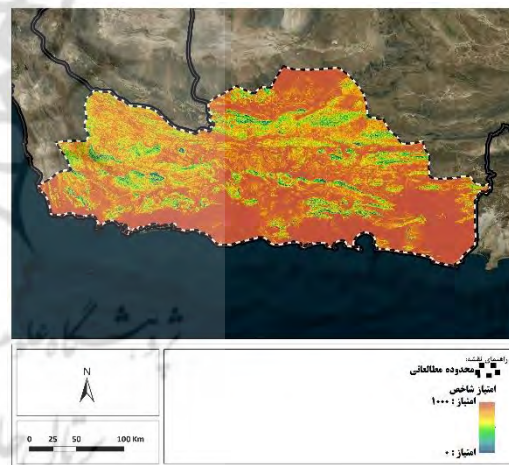 N
0 25 50 100 Km
راهنمای نقشه:
محدوده مطالعاتی
امتیاز شاخص
امتیاز : ۱۰۰۰
امتیاز : ۰